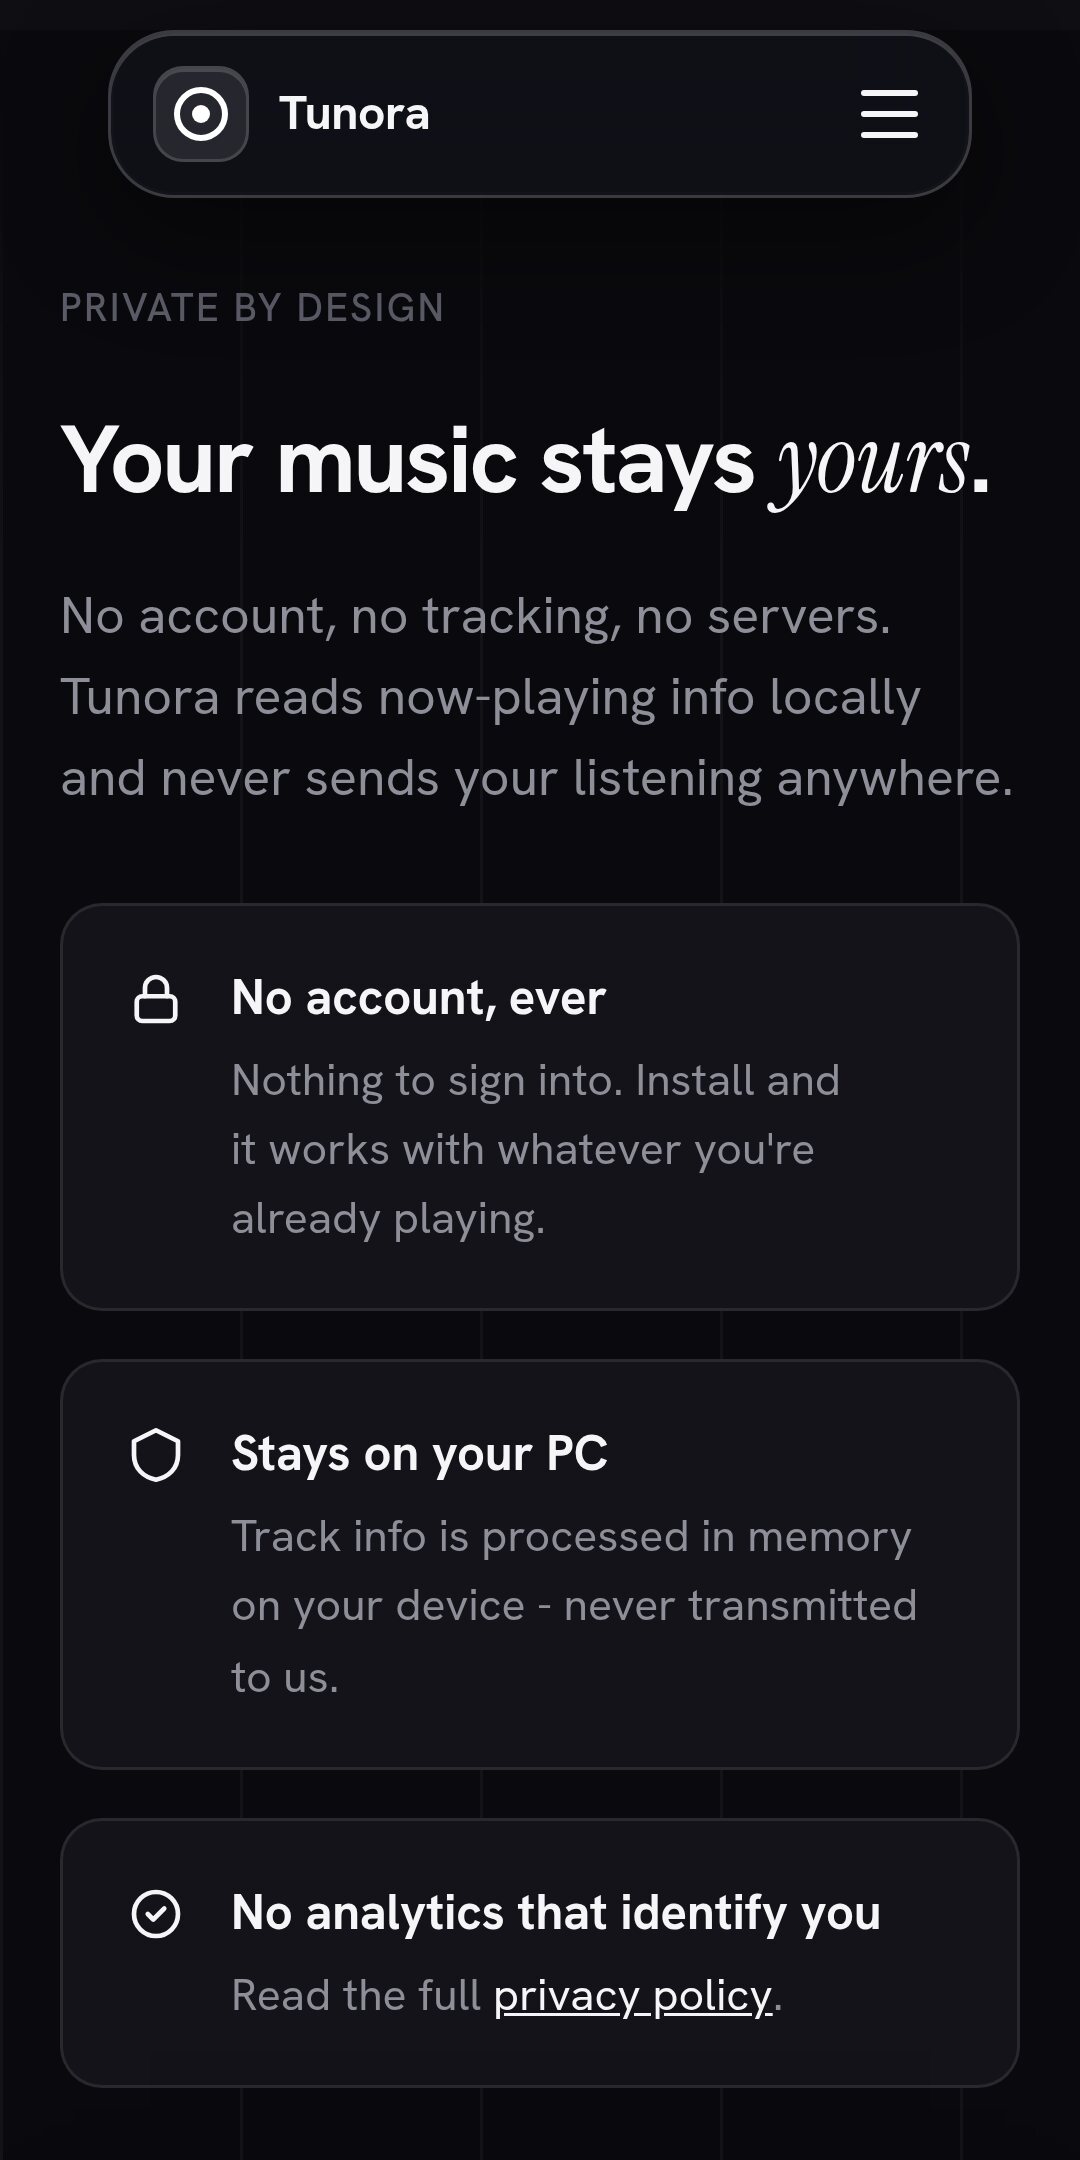 Tunora
PRIVATE BY DESIGN
Your music stays yours.
No account, no tracking, no servers.
Tunora reads now-playing info locally
and never sends your listening anywhere.
No account, ever
Nothing to sign into. Install and
it works with whatever you're
already playing.
Stays on your PC
Track info is processed in memory
on your device - never transmitted
to us.
No analytics that identify you
Read the full privacy policy.